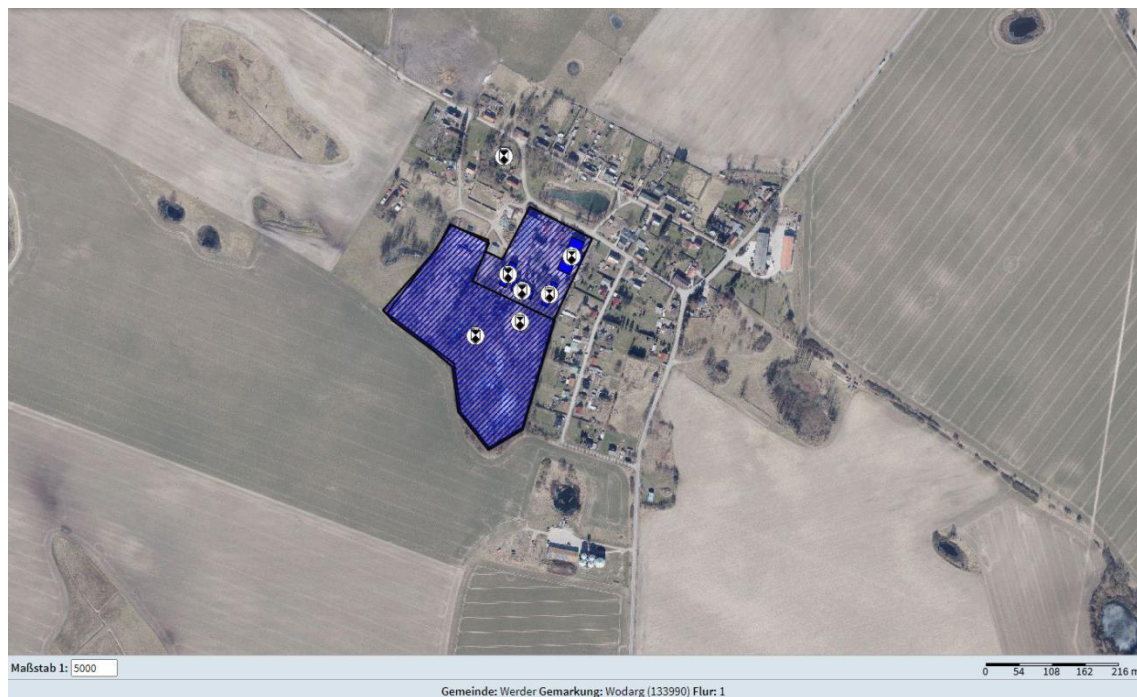 Maßstab 1: 5000
0 54 108 162 216 m
Gemeinde: Werder Gemarkung: Wodarg (133990) Flur: 1